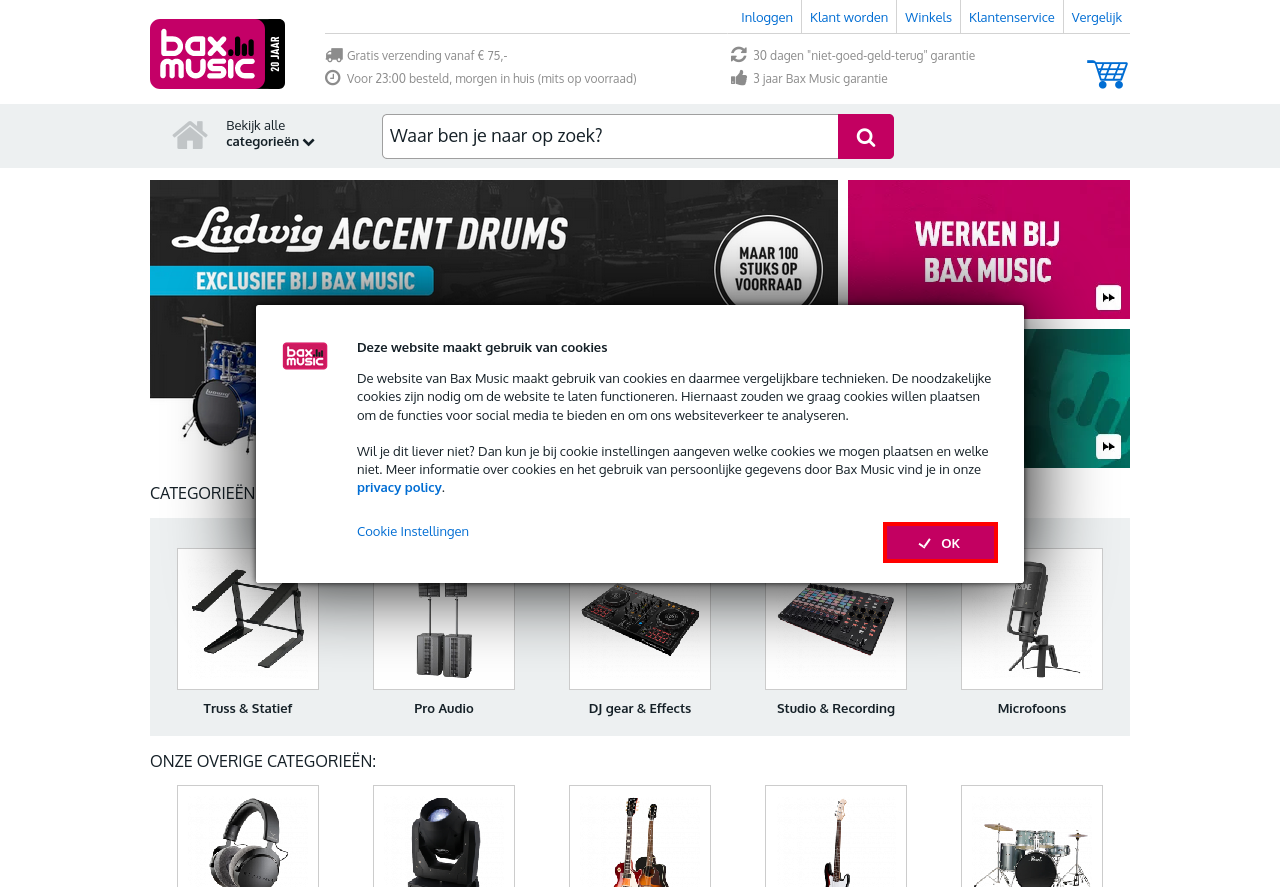 Inloggen Klant worden Winkels Klantenservice Vergelijk
bax music 20 JAAR
Gratis verzending vanaf € 75,-
30 dagen "niet-goed-geld-terug" garantie
Voor 23:00 besteld, morgen in huis (mits op voorraad)
3 jaar Bax Music garantie
Bekijk alle
categorieën
Waar ben je naar op zoek?
Ludwig ACCENT DRUMS
EXCLUSIEF BIJ BAX MUSIC
MAAR 100
STUKS OP
VOORRAAD
WERKEN BIJ
BAX MUSIC
bax music
Deze website maakt gebruik van cookies
De website van Bax Music maakt gebruik van cookies en daarmee vergelijkbare technieken. De noodzakelijke
cookies zijn nodig om de website te laten functioneren. Hiernaast zouden we graag cookies willen plaatsen
om de functies voor social media te bieden en om ons websiteverkeer te analyseren.
Wil je dit liever niet? Dan kun je bij cookie instellingen aangeven welke cookies we mogen plaatsen en welke
niet. Meer informatie over cookies en het gebruik van persoonlijke gegevens door Bax Music vind je in onze
privacy policy.
Cookie Instellingen
OK
CATEGORIEËN
Truss & Statief
Pro Audio
DJ gear & Effects
Studio & Recording
Microfoons
ONZE OVERIGE CATEGORIEËN: